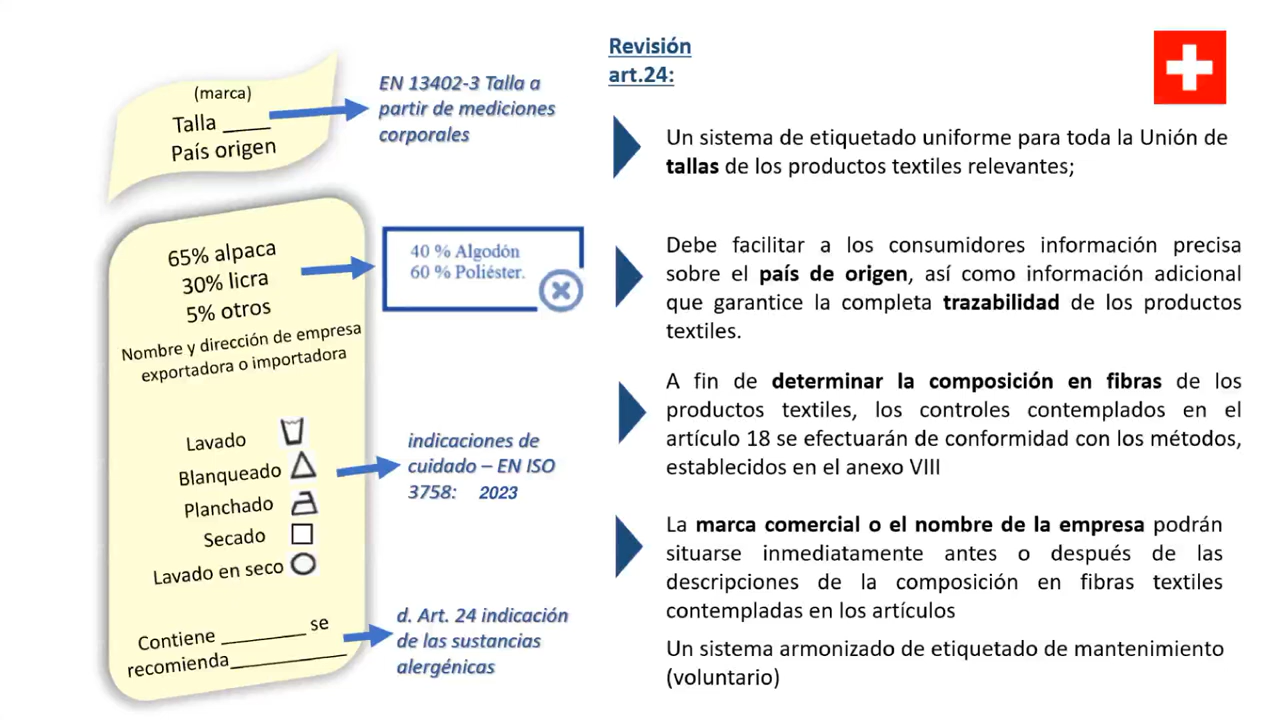 (marca)
Talla ____
País origen
EN 13402-3 Talla a
partir de mediciones
corporales
65% alpaca
30% licra
5% otros
Nombre y dirección de empresa
exportadora o importadora
40 % Algodón
60 % Poliéster.
Lavado
Blanqueado
Planchado
Secado
Lavado en seco
indicaciones de
cuidado – EN ISO
3758: 2023
Contiene ________ se
recomienda___________
d. Art. 24 indicación
de las sustancias
alergénicas
Revisión
art.24:
Un sistema de etiquetado uniforme para toda la Unión de
tallas de los productos textiles relevantes;
Debe facilitar a los consumidores información precisa
sobre el país de origen, así como información adicional
que garantice la completa trazabilidad de los productos
textiles.
A fin de determinar la composición en fibras de los
productos textiles, los controles contemplados en el
artículo 18 se efectuarán de conformidad con los métodos,
establecidos en el anexo VIII
La marca comercial o el nombre de la empresa podrán
situarse inmediatamente antes o después de las
descripciones de la composición en fibras textiles
contempladas en los artículos
Un sistema armonizado de etiquetado de mantenimiento
(voluntario)